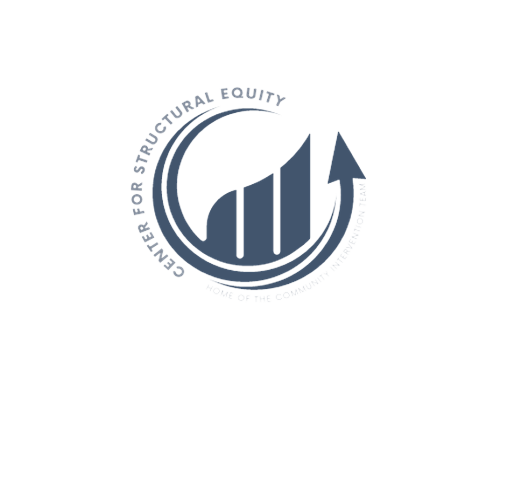 CENTER FOR STRUCTURAL EQUITY
HOME OF THE COMMUNITY INTERVENTION TEAM